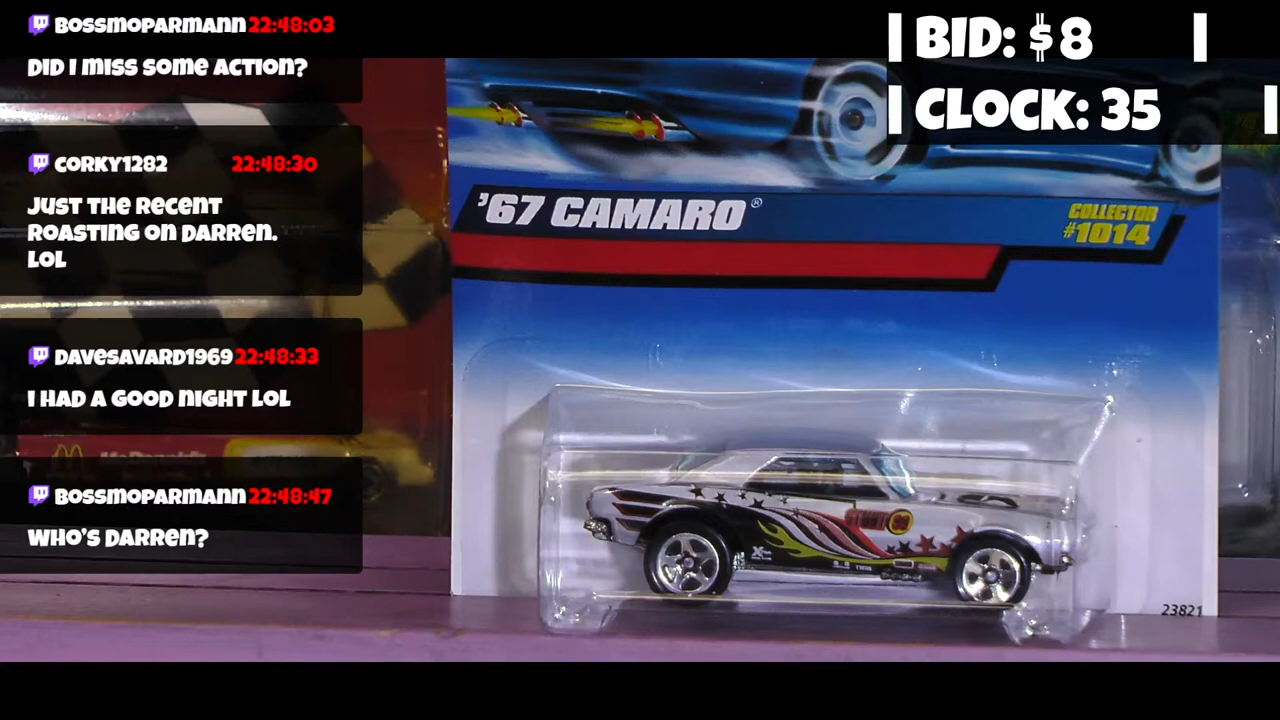 Bossmoparmann 22:48:03
Did I miss some action?
| BID: $8 |
| CLOCK: 35 |
corky1282 22:48:30
Just the recent
roasting on Darren.
LOL
davesavard1969 22:48:33
I had a good night lol
Bossmoparmann 22:48:47
Who's Darren?
'67 CAMARO®
COLLECTOR
#1014
McDonald's
23821